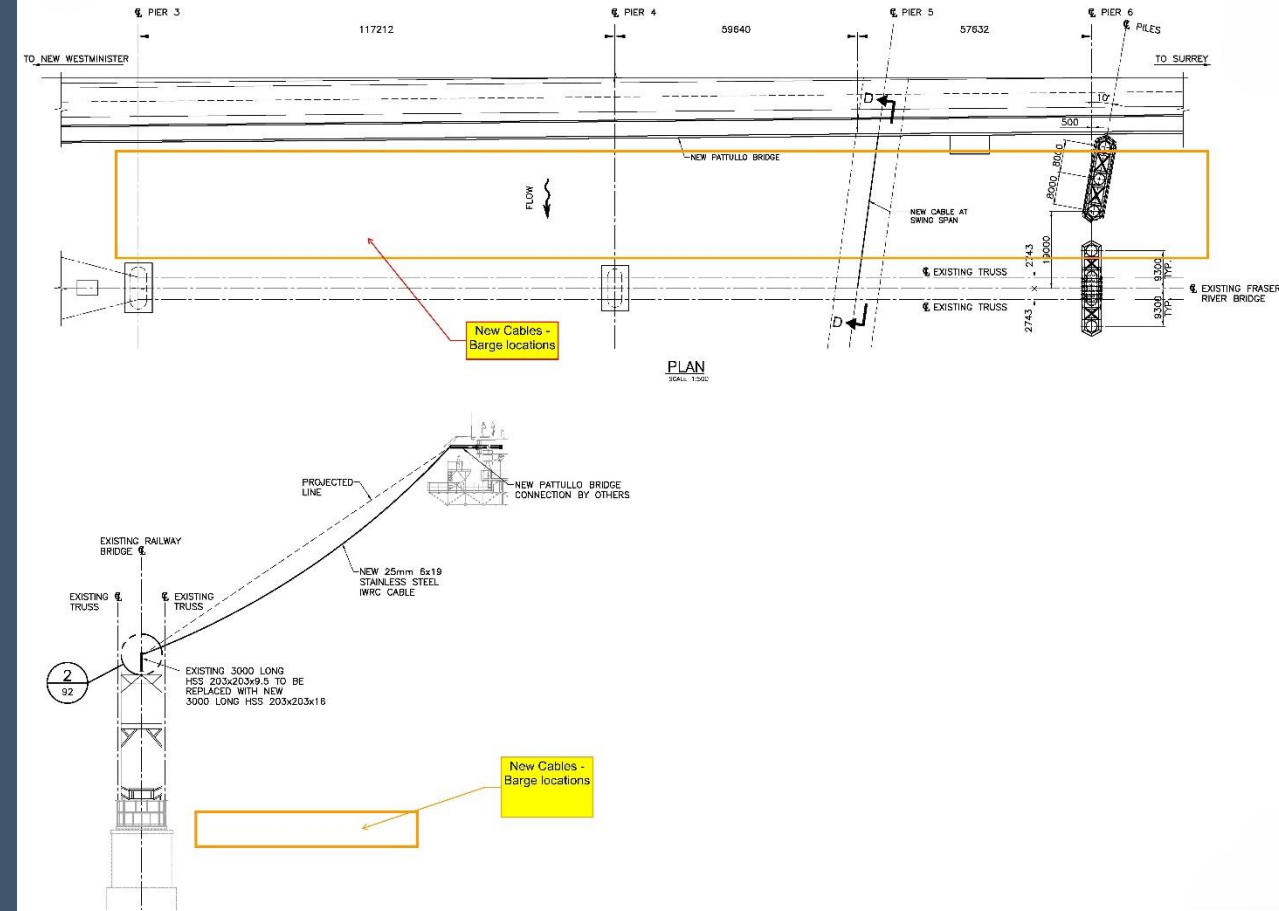 ℄ PIER 3
℄ PIER 4
℄ PIER 5
℄ PIER 6
℄ PILES
117212
59640
57632
TO NEW WESTMINISTER
TO SURREY
D
10°
500
NEW PATTULLO BRIDGE
8000
8000
FLOW
NEW CABLE AT
SWING SPAN
19000
2743
9300
TYP.
℄ EXISTING TRUSS
℄ EXISTING FRASER
RIVER BRIDGE
℄ EXISTING TRUSS
9300
TYP.
2743
D
New Cables -
Barge locations
PLAN
SCALE 1:500
PROJECTED
LINE
NEW PATTULLO BRIDGE
CONNECTION BY OTHERS
EXISTING RAILWAY
BRIDGE ℄
NEW 25mm 6x19
STAINLESS STEEL
IWRC CABLE
EXISTING ℄
TRUSS
℄ EXISTING
TRUSS
2
92
EXISTING 3000 LONG
HSS 203x203x9.5 TO BE
REPLACED WITH NEW
3000 LONG HSS 203x203x16
New Cables -
Barge locations